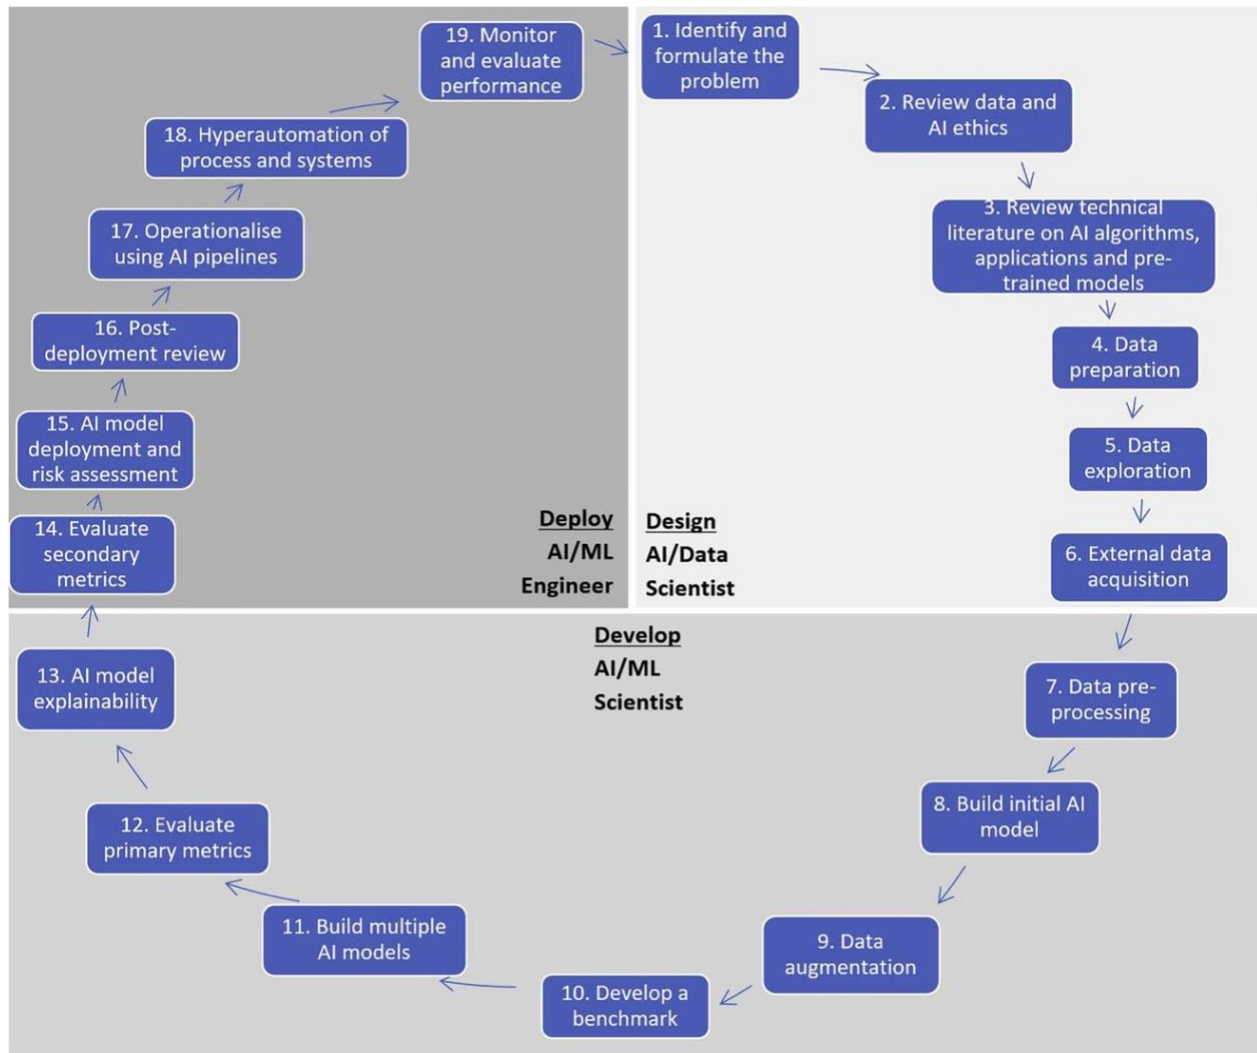 1. Identify and
formulate the
problem
2. Review data and
AI ethics
3. Review technical
literature on AI algorithms,
applications and pre-
trained models
4. Data
preparation
5. Data
exploration
6. External data
acquisition
Design
AI/Data
Scientist
7. Data pre-
processing
8. Build initial AI
model
9. Data
augmentation
10. Develop a
benchmark
11. Build multiple
AI models
12. Evaluate
primary metrics
13. AI model
explainability
Develop
AI/ML
Scientist
14. Evaluate
secondary
metrics
15. AI model
deployment and
risk assessment
16. Post-
deployment review
17. Operationalise
using AI pipelines
18. Hyperautomation of
process and systems
19. Monitor
and evaluate
performance
Deploy
AI/ML
Engineer